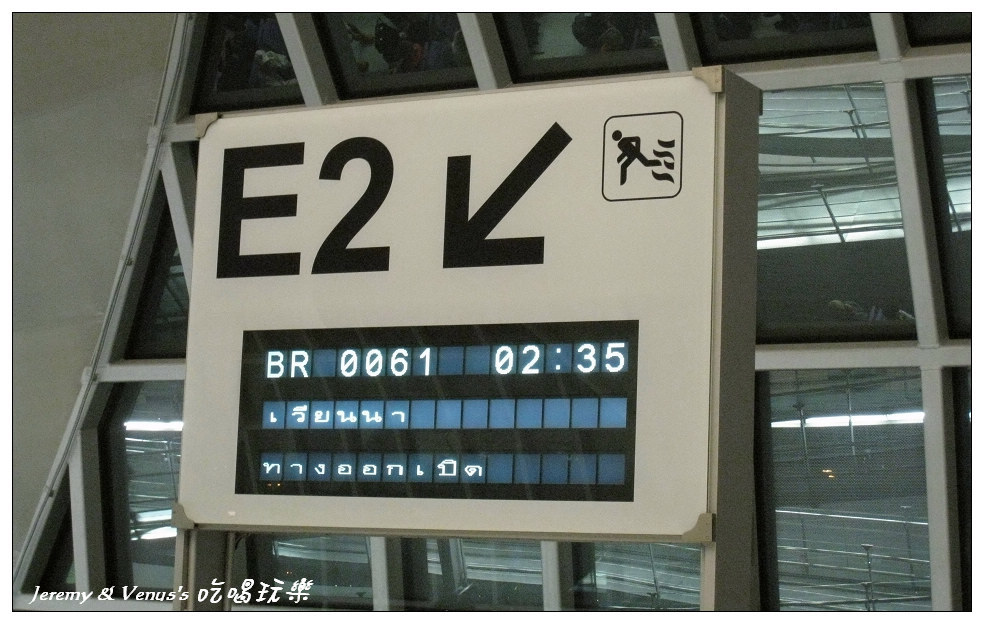 E2
BR 0061 02:35
เวียนนา
ทางออกเปิด
Jeremy & Venus's 吃喝玩樂